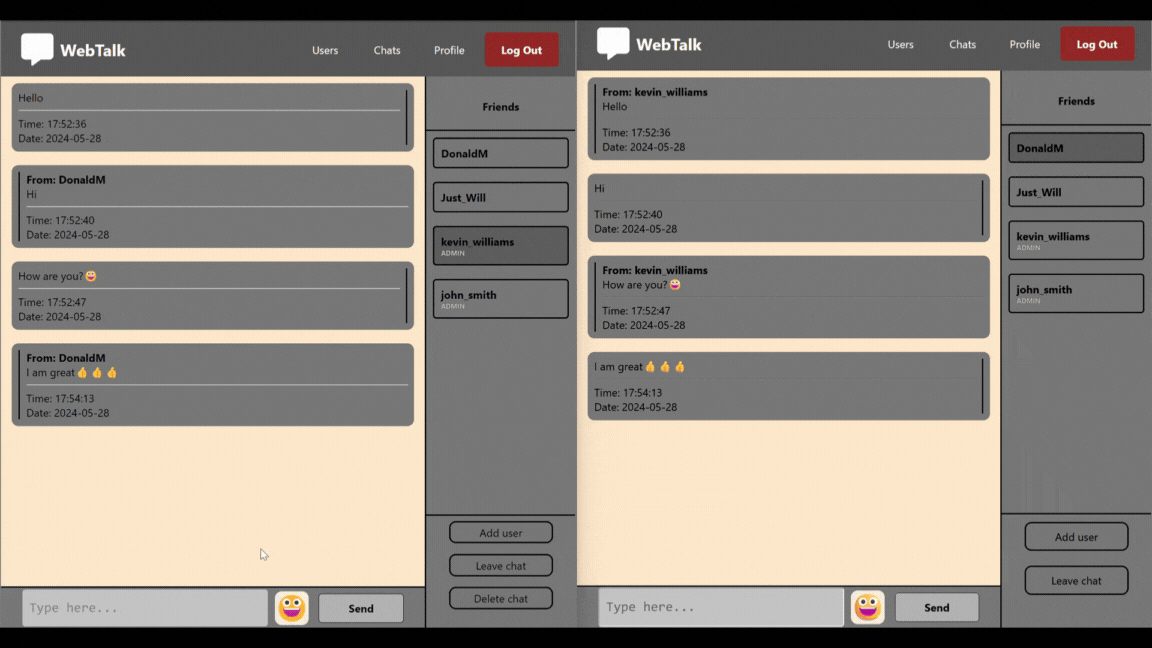 WebTalk
Users
Chats
Profile
Log Out
Hello
Time: 17:52:36
Date: 2024-05-28
From: DonaldM
Hi
Time: 17:52:40
Date: 2024-05-28
How are you?😀
Time: 17:52:47
Date: 2024-05-28
From: DonaldM
I am great👍👍👍
Time: 17:54:13
Date: 2024-05-28
Type here...
Send
Friends
DonaldM
Just_Will
kevin_williams
ADMIN
john_smith
ADMIN
Add user
Leave chat
Delete chat
WebTalk
Users
Chats
Profile
Log Out
From: kevin_williams
Hello
Time: 17:52:36
Date: 2024-05-28
Hi
Time: 17:52:40
Date: 2024-05-28
From: kevin_williams
How are you?😀
Time: 17:52:47
Date: 2024-05-28
I am great👍👍👍
Time: 17:54:13
Date: 2024-05-28
Type here...
Send
Friends
DonaldM
Just_Will
kevin_williams
ADMIN
john_smith
ADMIN
Add user
Leave chat